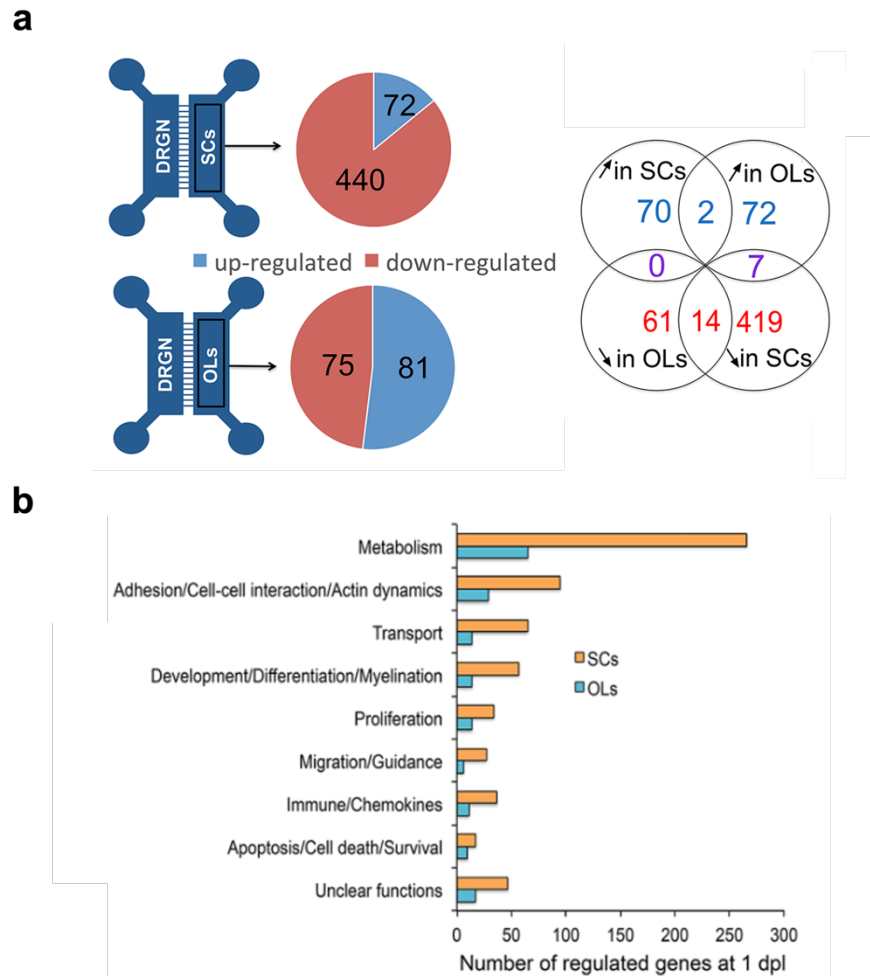 a
DRGN
SCs
72
440
up-regulated down-regulated
DRGN
OLs
75
81
↗in SCs
↗in OLs
70 2 72
0 7
61 14 419
↘in OLs
↘in SCs
b
Metabolism
Adhesion/Cell-cell interaction/Actin dynamics
Transport
Development/Differentiation/Myelination
Proliferation
Migration/Guidance
Immune/Chemokines
Apoptosis/Cell death/Survival
Unclear functions
SCs
OLs
0 50 100 150 200 250 300
Number of regulated genes at 1 dpl